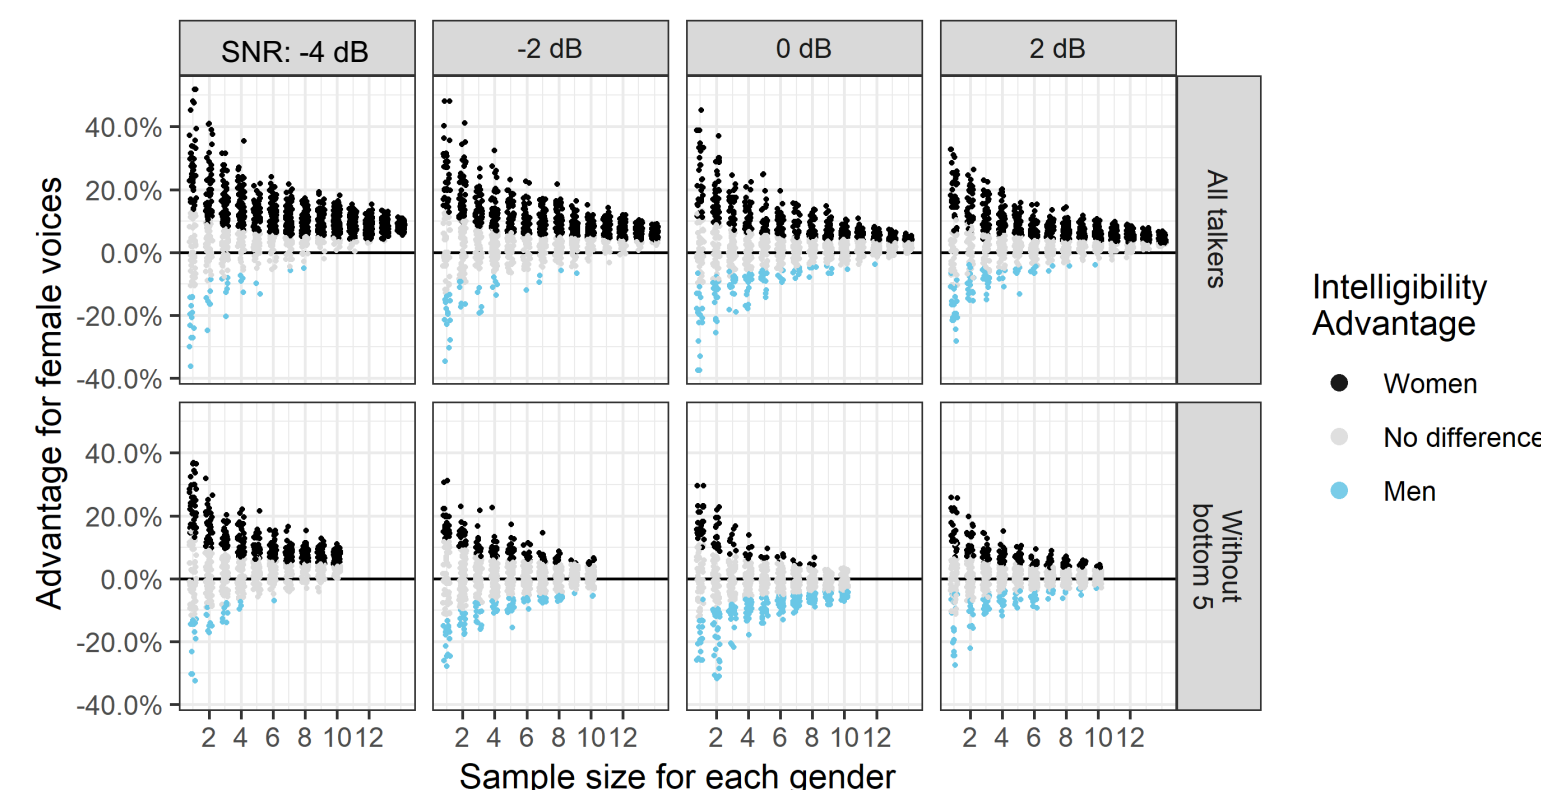 SNR: -4 dB
-2 dB
0 dB
2 dB
Advantage for female voices
40.0%
20.0%
0.0%
-20.0%
-40.0%
All talkers
40.0%
20.0%
0.0%
-20.0%
-40.0%
Without
bottom 5
2 4 6 8 10 12
2 4 6 8 10 12
2 4 6 8 10 12
2 4 6 8 10 12
Sample size for each gender
Intelligibility
Advantage
Women
No difference
Men